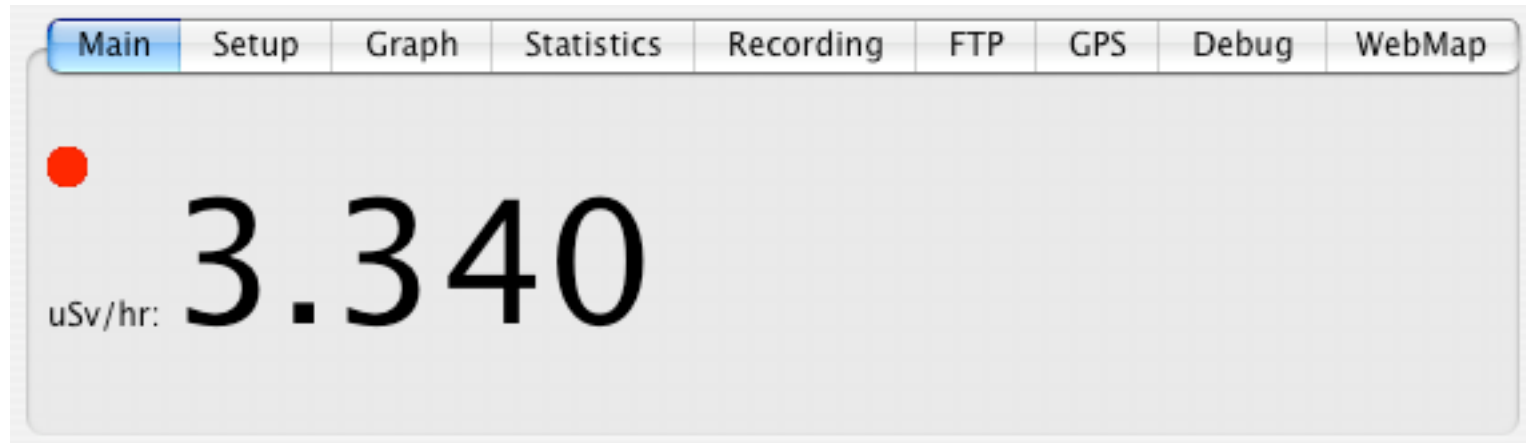 Main Setup Graph Statistics Recording FTP GPS Debug WebMap
uSv/hr: 3.340